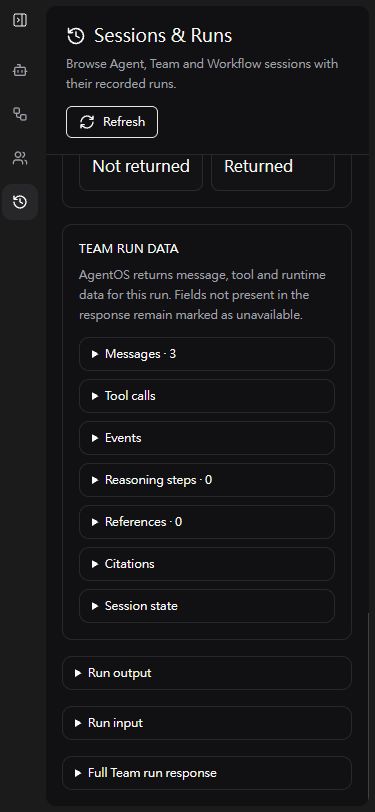 Sessions & Runs
Browse Agent, Team and Workflow sessions with
their recorded runs.
Refresh
Not returned
Returned
TEAM RUN DATA
AgentOS returns message, tool and runtime
data for this run. Fields not present in the
response remain marked as unavailable.
Messages · 3
Tool calls
Events
Reasoning steps · 0
References · 0
Citations
Session state
Run output
Run input
Full Team run response